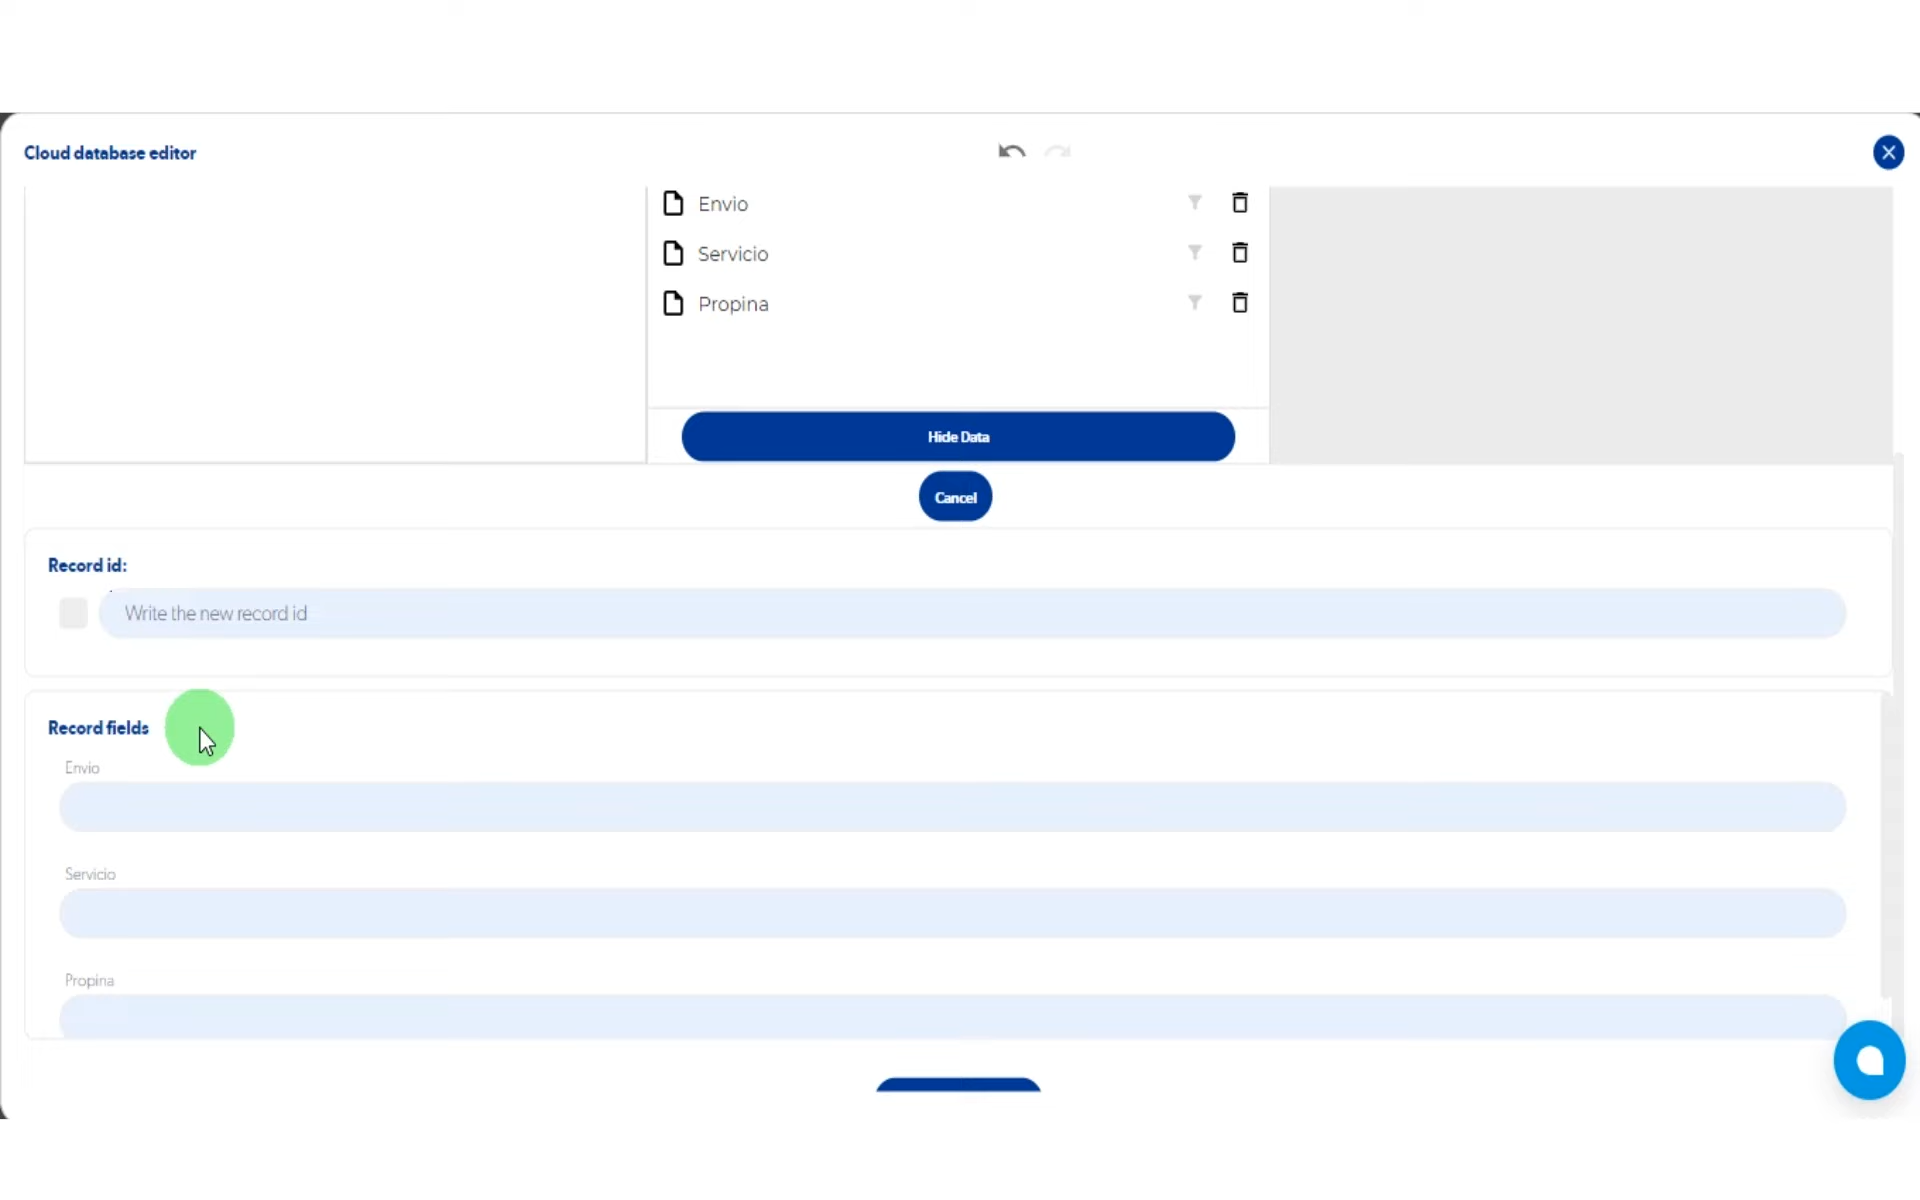 Cloud database editor
Envio
Servicio
Propina
Hide Data
Cancel
Record id:
Write the new record id
Record fields
Envio
Servicio
Propina